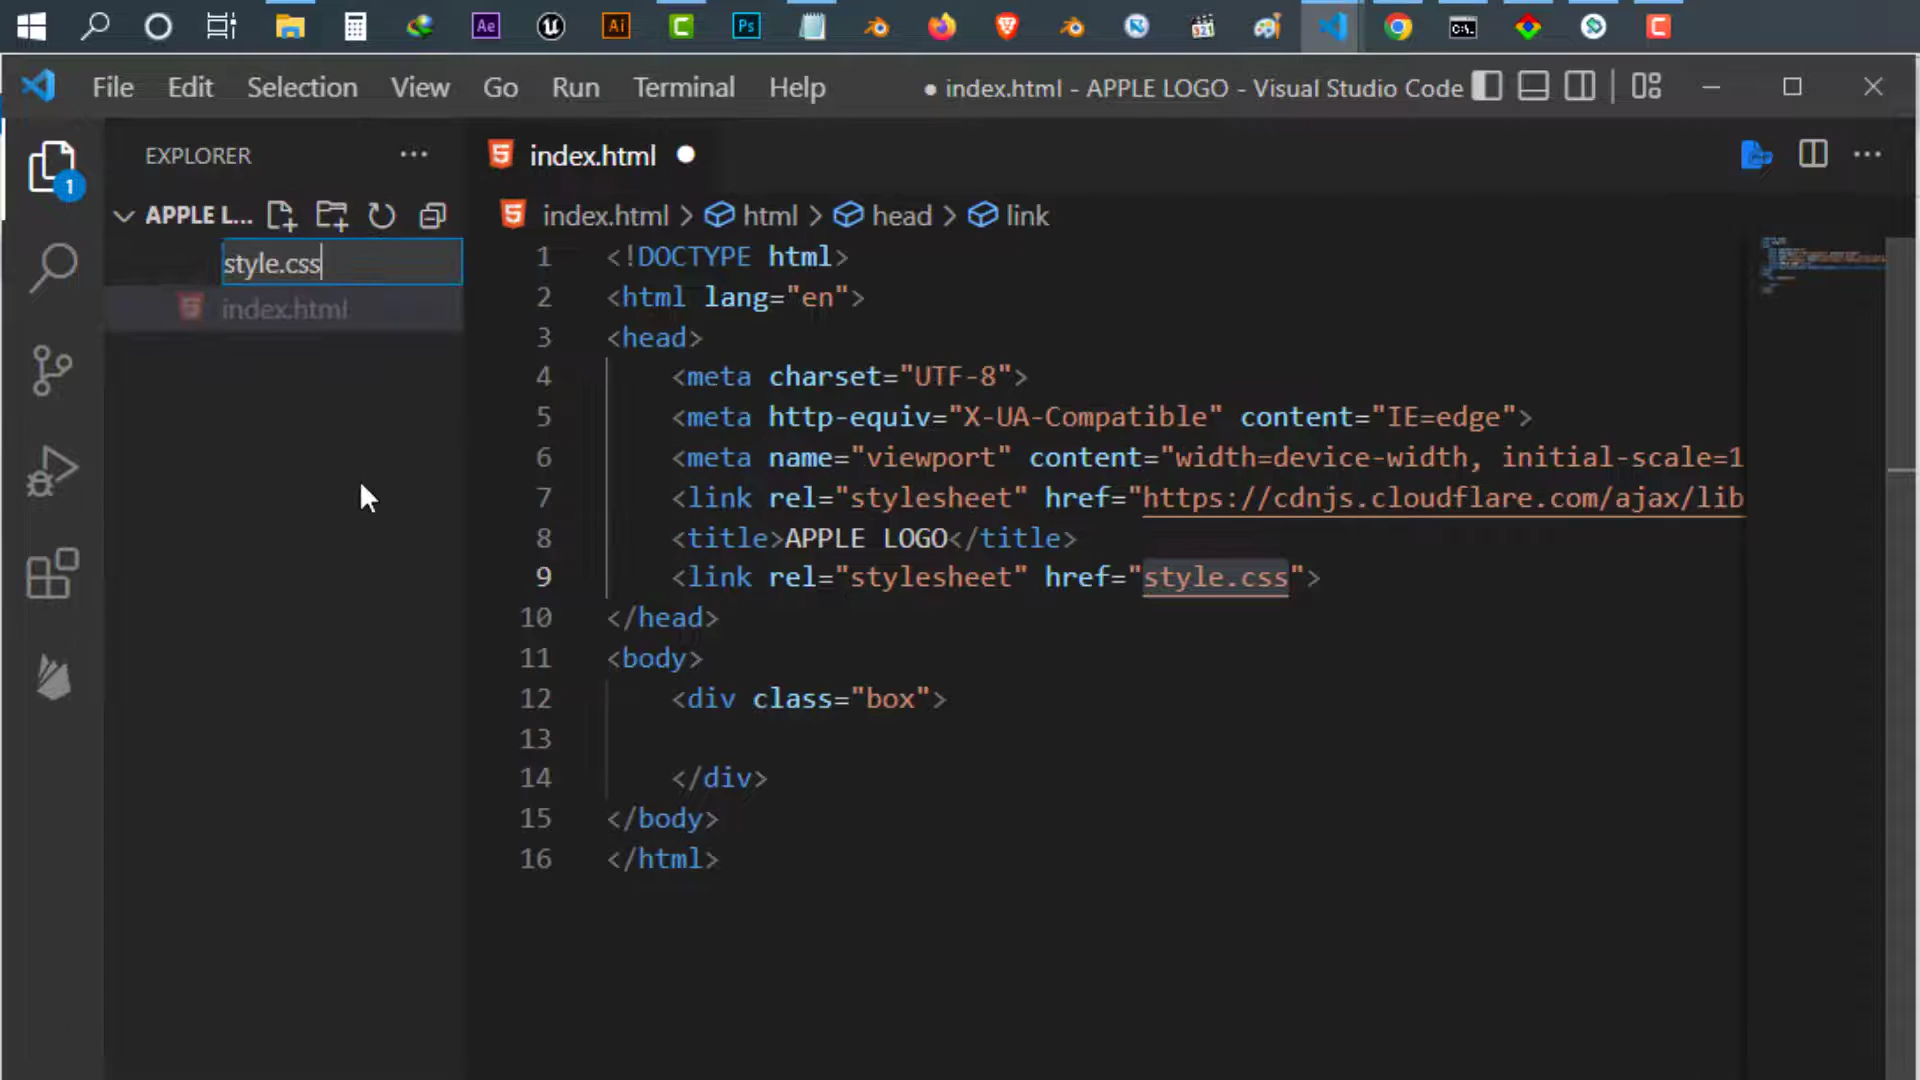 Ae
Ai
Ps
File Edit Selection View Go Run Terminal Help ● index.html - APPLE LOGO - Visual Studio Code
EXPLORER
index.html
1
APPLE L...
index.html > html > head > link
style.css
index.html
1 <!DOCTYPE html>
2 <html lang="en">
3 <head>
4 <meta charset="UTF-8">
5 <meta http-equiv="X-UA-Compatible" content="IE=edge">
6 <meta name="viewport" content="width=device-width, initial-scale=1
7 <link rel="stylesheet" href="https://cdnjs.cloudflare.com/ajax/lib
8 <title>APPLE LOGO</title>
9 <link rel="stylesheet" href="style.css">
10 </head>
11 <body>
12 <div class="box">
13
14 </div>
15 </body>
16 </html>